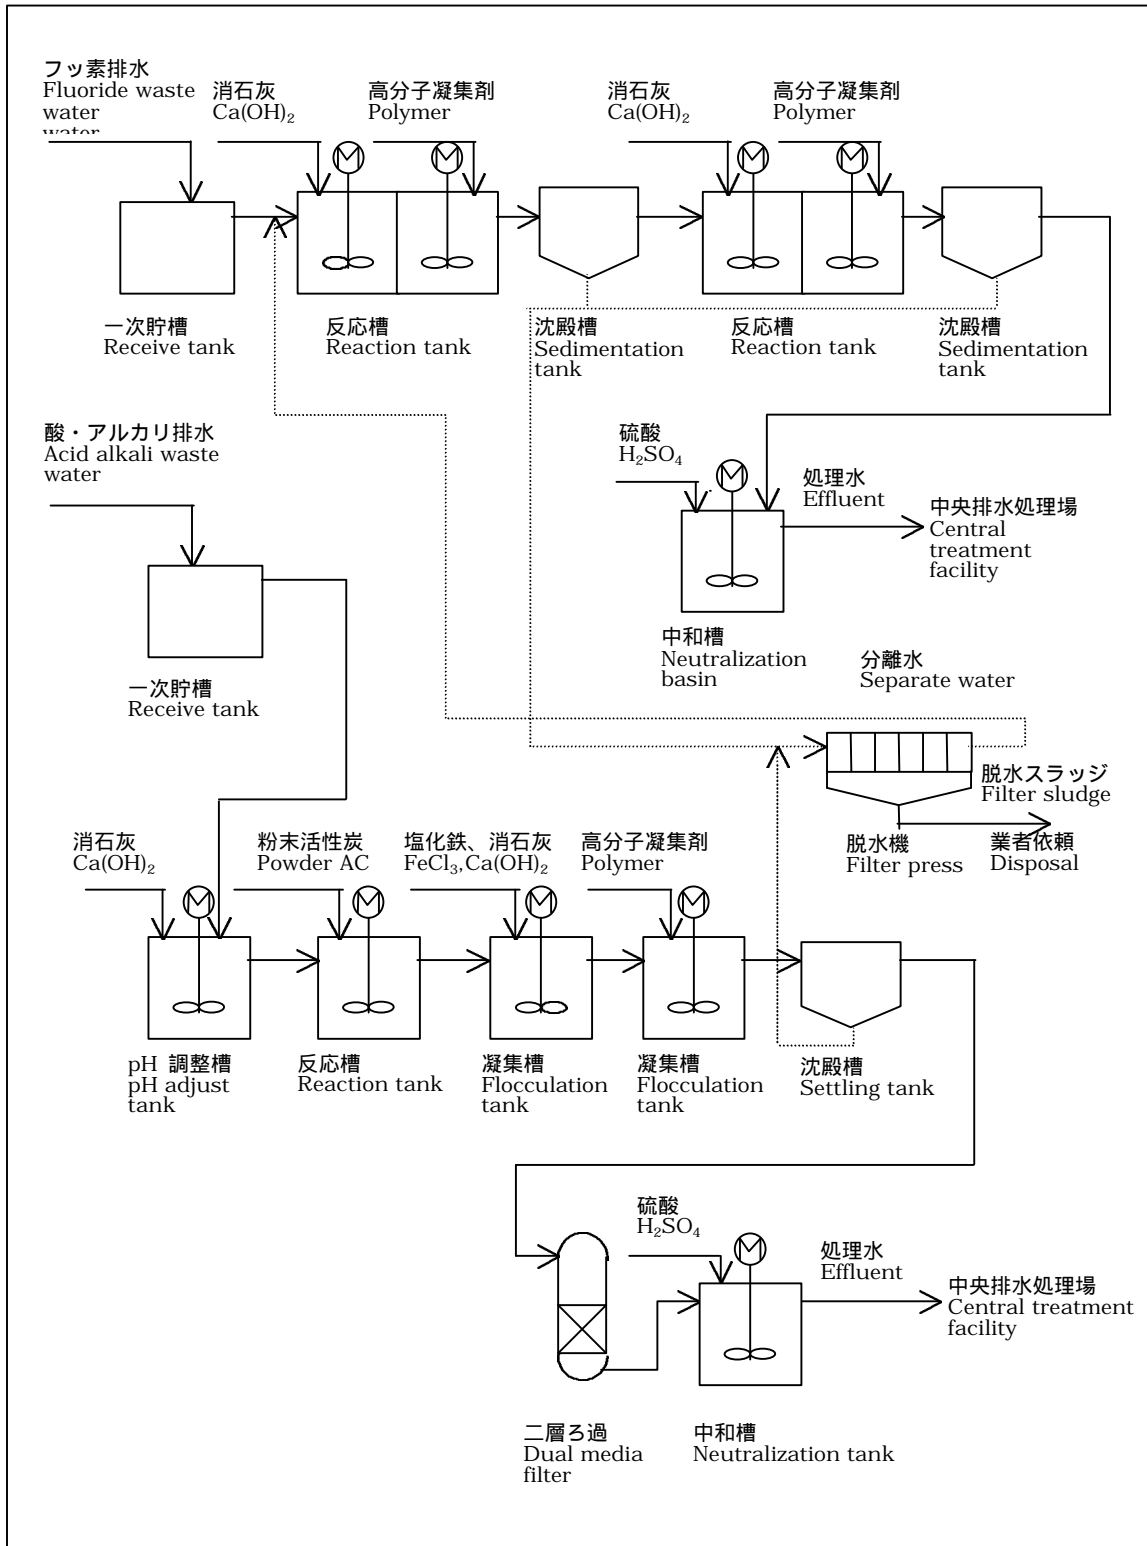 フッ素排水
Fluoride waste
water
water
消石灰
Ca(OH)₂
高分子凝集剤
Polymer
消石灰
Ca(OH)₂
高分子凝集剤
Polymer
一次貯槽
Receive tank
反応槽
Reaction tank
沈殿槽
Sedimentation
tank
反応槽
Reaction tank
沈殿槽
Sedimentation
tank
酸・アルカリ排水
Acid alkali waste
water
硫酸
H₂SO₄
処理水
Effluent
中央排水処理場
Central
treatment
facility
中和槽
Neutralization
basin
分離水
Separate water
一次貯槽
Receive tank
脱水スラッジ
Filter sludge
脱水機
Filter press
業者依頼
Disposal
消石灰
Ca(OH)₂
粉末活性炭
Powder AC
塩化鉄、消石灰
FeCl₃,Ca(OH)₂
高分子凝集剤
Polymer
pH 調整槽
pH adjust
tank
反応槽
Reaction tank
凝集槽
Flocculation
tank
凝集槽
Flocculation
tank
沈殿槽
Settling tank
硫酸
H₂SO₄
処理水
Effluent
中央排水処理場
Central treatment
facility
二層ろ過
Dual media
filter
中和槽
Neutralization tank